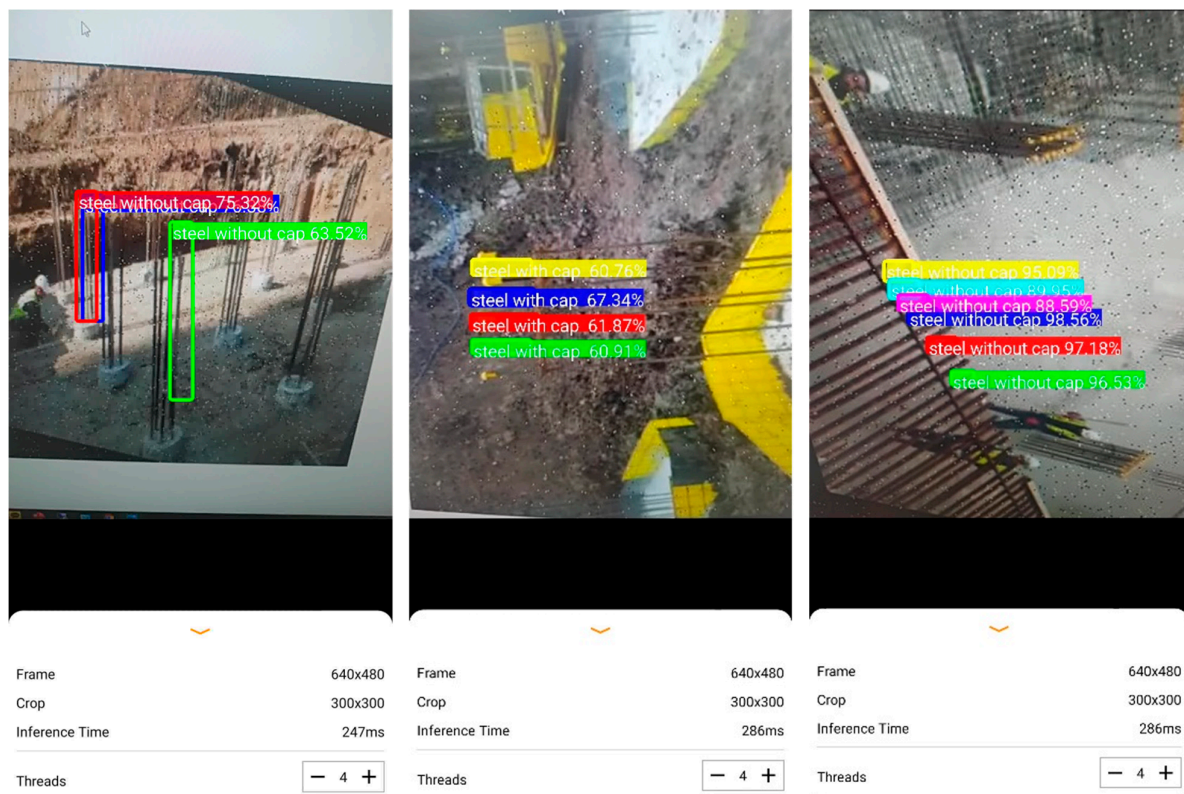 steel without cap 75.32%
steel without cap 63.52%
Frame 640x480
Crop 300x300
Inference Time 247ms
Threads − 4 +
steel with cap 60.76%
steel with cap 67.34%
steel with cap 61.87%
steel with cap 60.91%
Frame 640x480
Crop 300x300
Inference Time 286ms
Threads − 4 +
steel without cap 95.09%
steel without cap 89.95%
steel without cap 88.59%
steel without cap 98.56%
steel without cap 97.18%
steel without cap 96.53%
Frame 640x480
Crop 300x300
Inference Time 286ms
Threads − 4 +